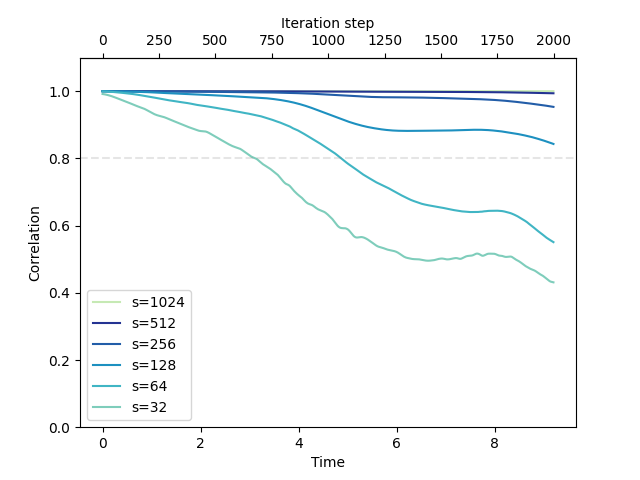 Iteration step
0 250 500 750 1000 1250 1500 1750 2000
Correlation
1.0
0.8
0.6
0.4
0.2
0.0
s=1024
s=512
s=256
s=128
s=64
s=32
0 2 4 6 8
Time